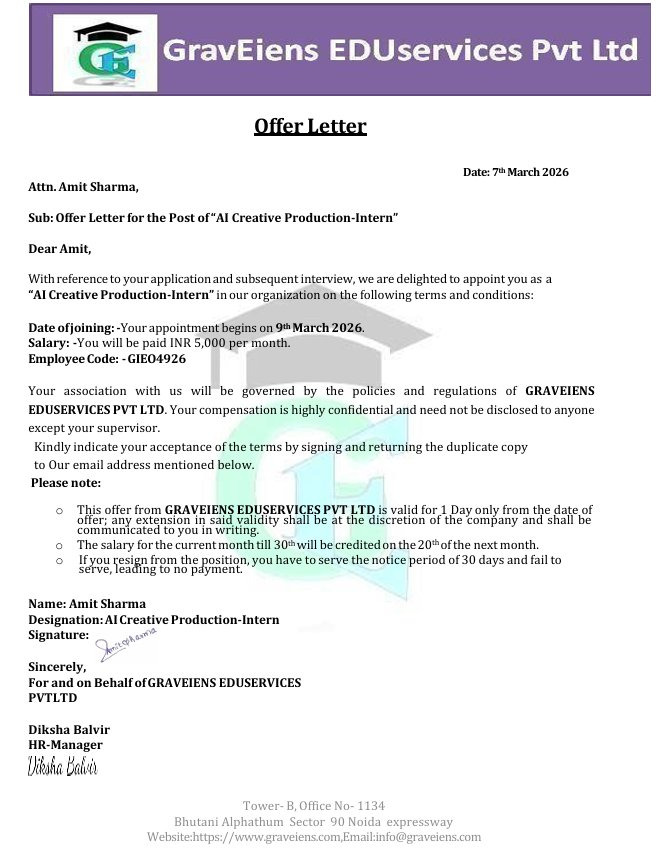 GravEiens EDUservices Pvt Ltd
Offer Letter
Date: 7th March 2026
Attn. Amit Sharma,
Sub: Offer Letter for the Post of “AI Creative Production-Intern”
Dear Amit,
With reference to your application and subsequent interview, we are delighted to appoint you as a
“AI Creative Production-Intern” in our organization on the following terms and conditions:
Date of joining: -Your appointment begins on 9th March 2026.
Salary: -You will be paid INR 5,000 per month.
Employee Code: - GIEO4926
Your association with us will be governed by the policies and regulations of GRAVEIENS
EDUSERVICES PVT LTD. Your compensation is highly confidential and need not be disclosed to anyone
except your supervisor.
Kindly indicate your acceptance of the terms by signing and returning the duplicate copy
to Our email address mentioned below.
Please note:
o This offer from GRAVEIENS EDUSERVICES PVT LTD is valid for 1 Day only from the date of
offer; any extension in said validity shall be at the discretion of the company and shall be
communicated to you in writing.
o The salary for the current month till 30th will be credited on the 20th of the next month.
o If you resign from the position, you have to serve the notice period of 30 days and fail to
serve, leading to no payment.
Name: Amit Sharma
Designation: AI Creative Production-Intern
Signature:
Amit Sharma
Sincerely,
For and on Behalf of GRAVEIENS EDUSERVICES
PVTLTD
Diksha Balvir
HR-Manager
Diksha Balvir
Tower- B, Office No- 1134
Bhutani Alphathum Sector 90 Noida expressway
Website:https://www.graveiens.com,Email:info@graveiens.com